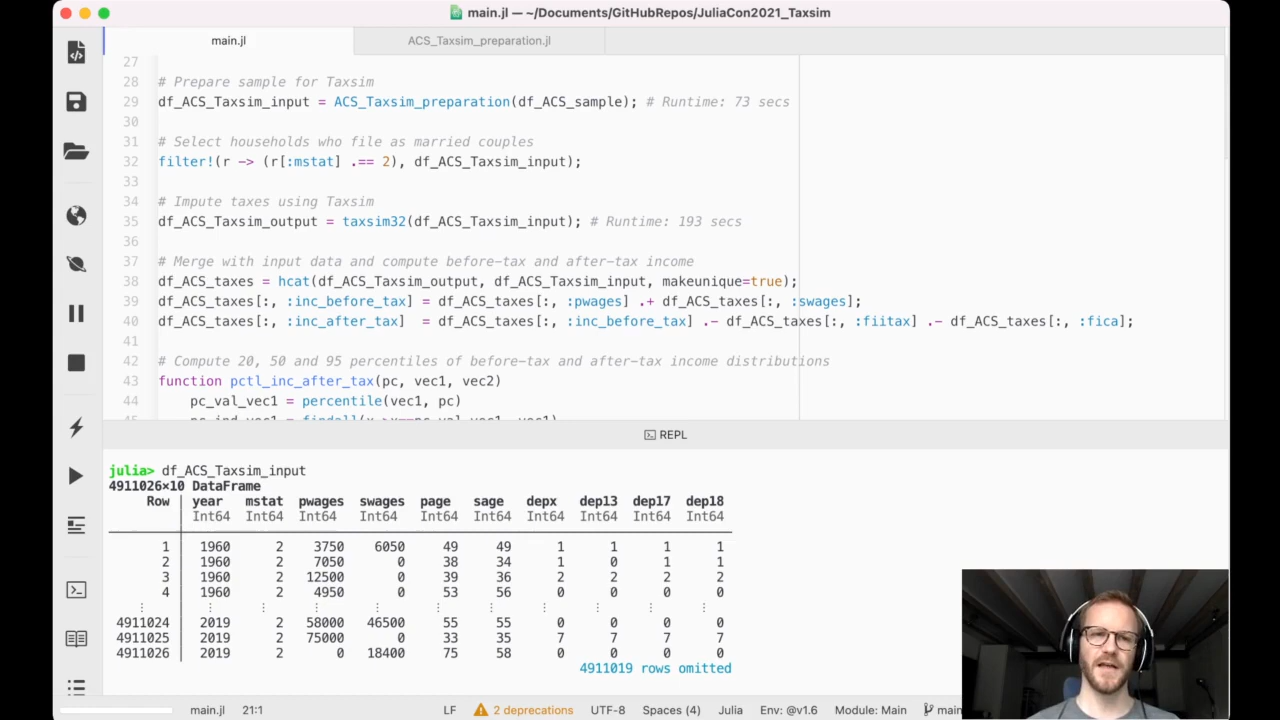 main.jl — ~/Documents/GitHubRepos/JuliaCon2021_Taxsim
main.jl
ACS_Taxsim_preparation.jl
27
28 # Prepare sample for Taxsim
29 df_ACS_Taxsim_input = ACS_Taxsim_preparation(df_ACS_sample); # Runtime: 73 secs
30
31 # Select households who file as married couples
32 filter!(r -> (r[:mstat] .== 2), df_ACS_Taxsim_input);
33
34 # Impute taxes using Taxsim
35 df_ACS_Taxsim_output = taxsim32(df_ACS_Taxsim_input); # Runtime: 193 secs
36
37 # Merge with input data and compute before-tax and after-tax income
38 df_ACS_taxes = hcat(df_ACS_Taxsim_output, df_ACS_Taxsim_input, makeunique=true);
39 df_ACS_taxes[:, :inc_before_tax] = df_ACS_taxes[:, :pwages] .+ df_ACS_taxes[:, :swages];
40 df_ACS_taxes[:, :inc_after_tax]  = df_ACS_taxes[:, :inc_before_tax] .- df_ACS_taxes[:, :fiitax] .- df_ACS_taxes[:, :fica];
41
42 # Compute 20, 50 and 95 percentiles of before-tax and after-tax income distributions
43 function pctl_inc_after_tax(pc, vec1, vec2)
44     pc_val_vec1 = percentile(vec1, pc)
REPL
julia> df_ACS_Taxsim_input
4911026×10 DataFrame
Row year mstat pwages swages page sage depx dep13 dep17 dep18
Int64 Int64 Int64 Int64 Int64 Int64 Int64 Int64 Int64 Int64
1 1960 2 3750 6050 49 49 1 1 1 1
2 1960 2 7050 0 38 34 1 0 1 1
3 1960 2 12500 0 39 36 2 2 2 2
4 1960 2 4950 0 53 56 0 0 0 0
4911024 2019 2 58000 46500 55 55 0 0 0 0
4911025 2019 2 75000 0 33 35 7 7 7 7
4911026 2019 2 0 18400 75 58 0 0 0 0
4911019 rows omitted
main.jl 21:1 LF 2 deprecations UTF-8 Spaces (4) Julia Env: @v1.6 Module: Main main